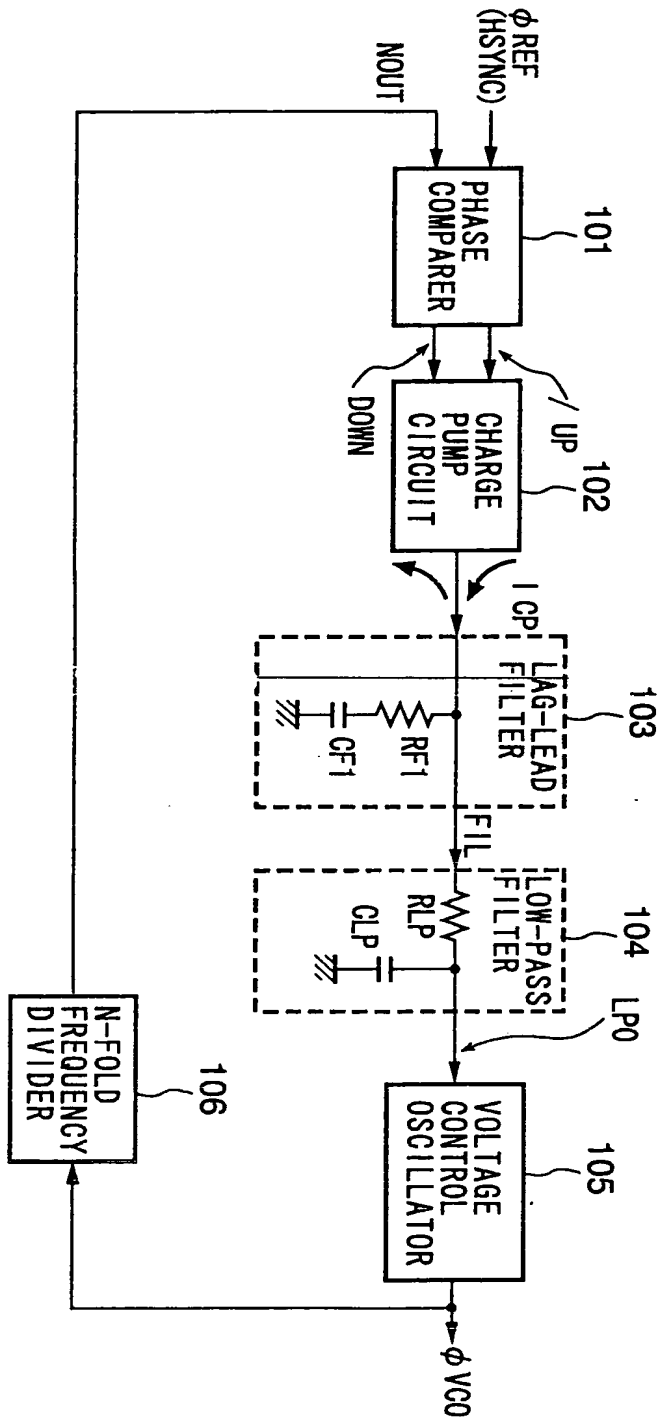 φREF
(HSYNC)
NOUT
101
PHASE
COMPARER
/UP
DOWN
102
CHARGE
PUMP
CIRCUIT
ICP
103
LAG-LEAD
FILTER
RF1
CF1
FIL
104
LOW-PASS
FILTER
RLP
CLP
LPO
105
VOLTAGE
CONTROL
OSCILLATOR
φVCO
106
N-FOLD
FREQUENCY
DIVIDER